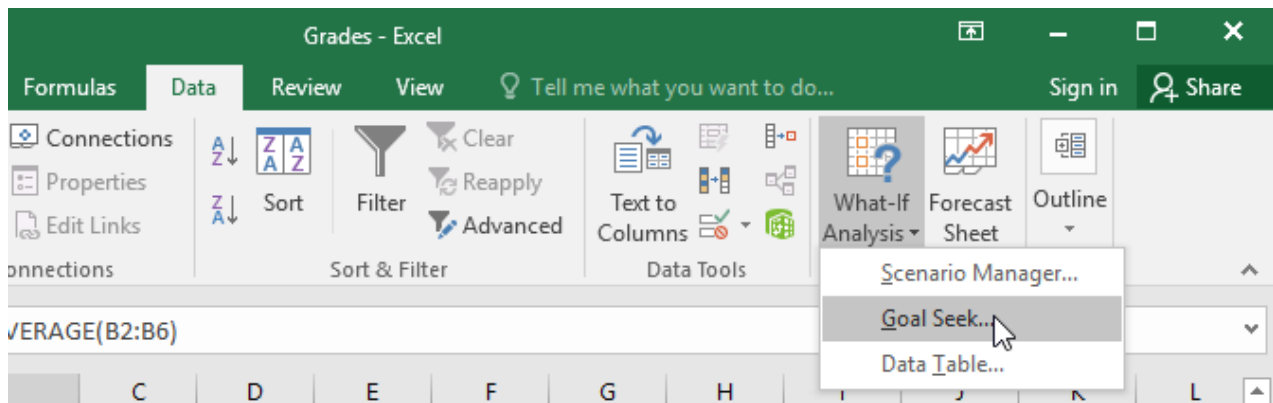 Grades - Excel
Formulas Data Review View Tell me what you want to do... Sign in Share
Connections
Properties
Edit Links
onnections
Sort
Filter
Clear
Reapply
Advanced
Sort & Filter
Text to
Columns
Data Tools
What-If
Analysis
Forecast
Sheet
Outline
Scenario Manager...
Goal Seek...
Data Table...
VERAGE(B2:B6)
C D E F G H I J K L